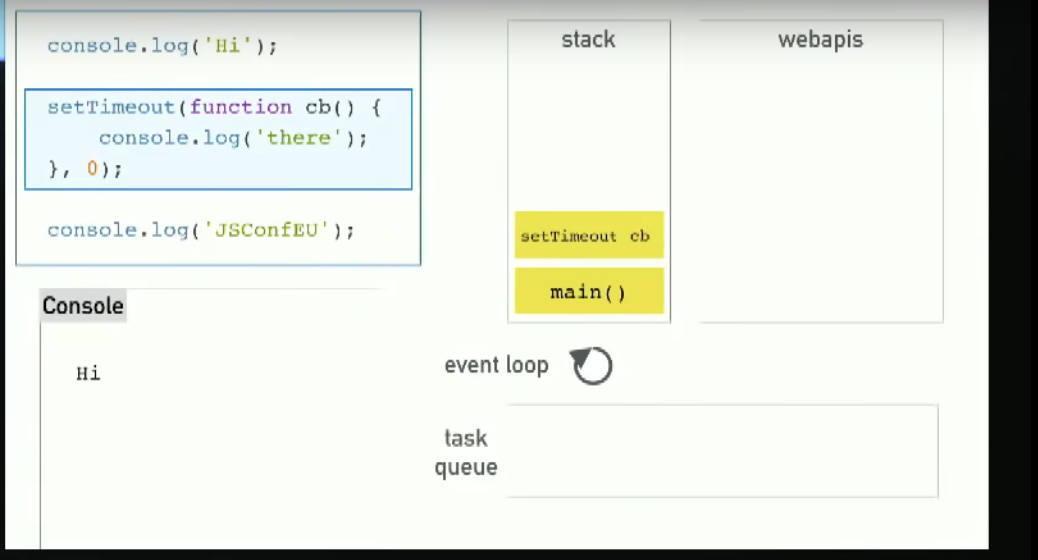 console.log('Hi');
setTimeout(function cb() {
    console.log('there');
}, 0);
console.log('JSConfEU');
Console
Hi
stack
webapis
setTimeout cb
main()
event loop
task
queue